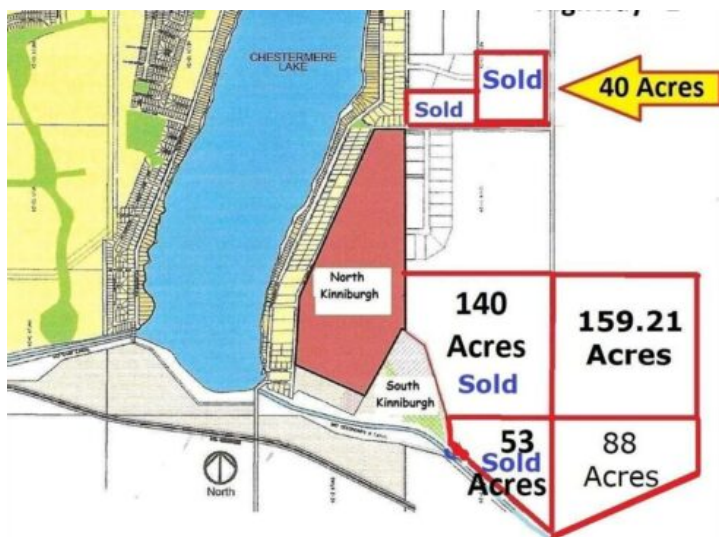 CHESTERMERE
LAKE
Sold
Sold
40 Acres
North
Kinniburgh
140
Acres
Sold
159.21
Acres
South
Kinniburgh
53
Sold
Acres
88
Acres
North